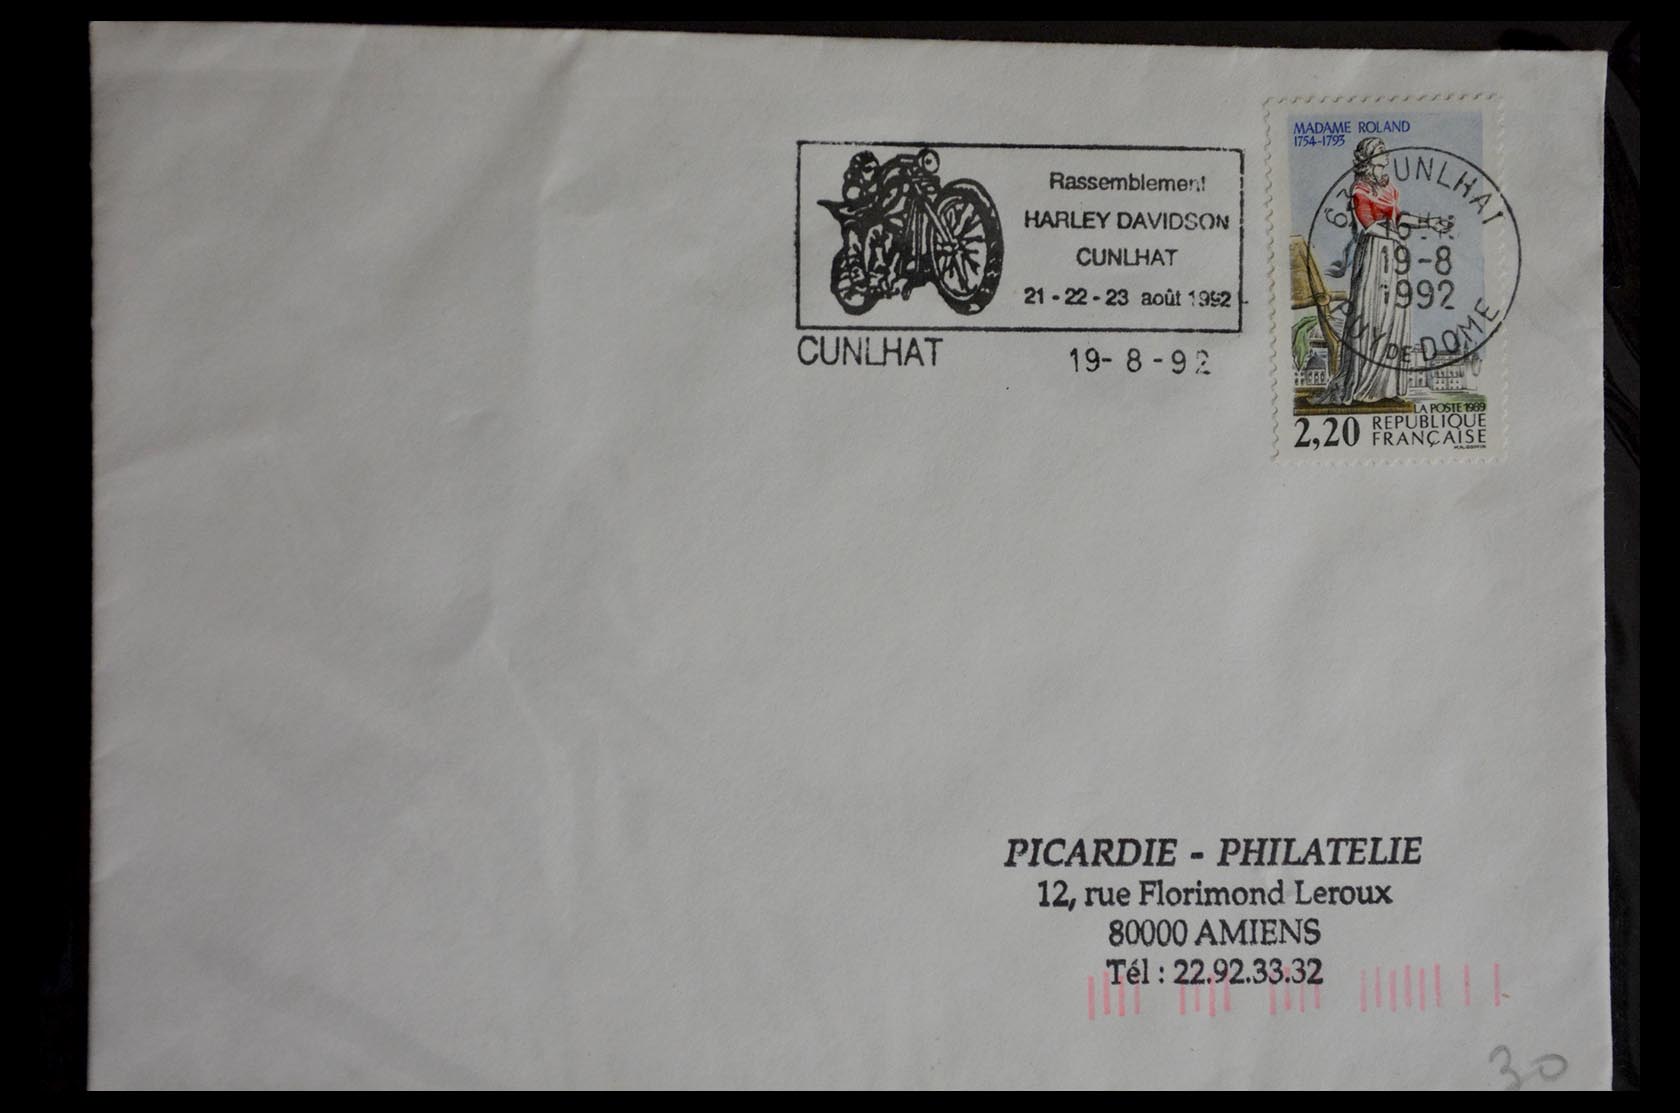 Rassemblement
HARLEY DAVIDSON
CUNLHAT
21 - 22 - 23 août 1992
CUNLHAT 19- 8 - 92
MADAME ROLAND
1754-1793
63 CUNLHAT
19-8
1992
PUY DE DOME
LA POSTE 1989
2,20 REPUBLIQUE
FRANÇAISE
PICARDIE - PHILATELIE
12, rue Florimond Leroux
80000 AMIENS
Tél : 22.92.33.32
30